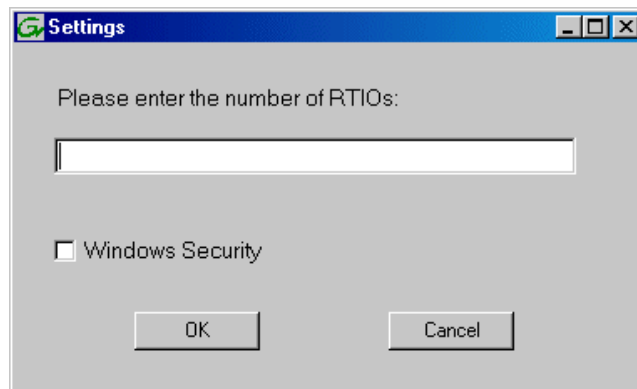 Settings
Please enter the number of RTIOs:
Windows Security
OK
Cancel